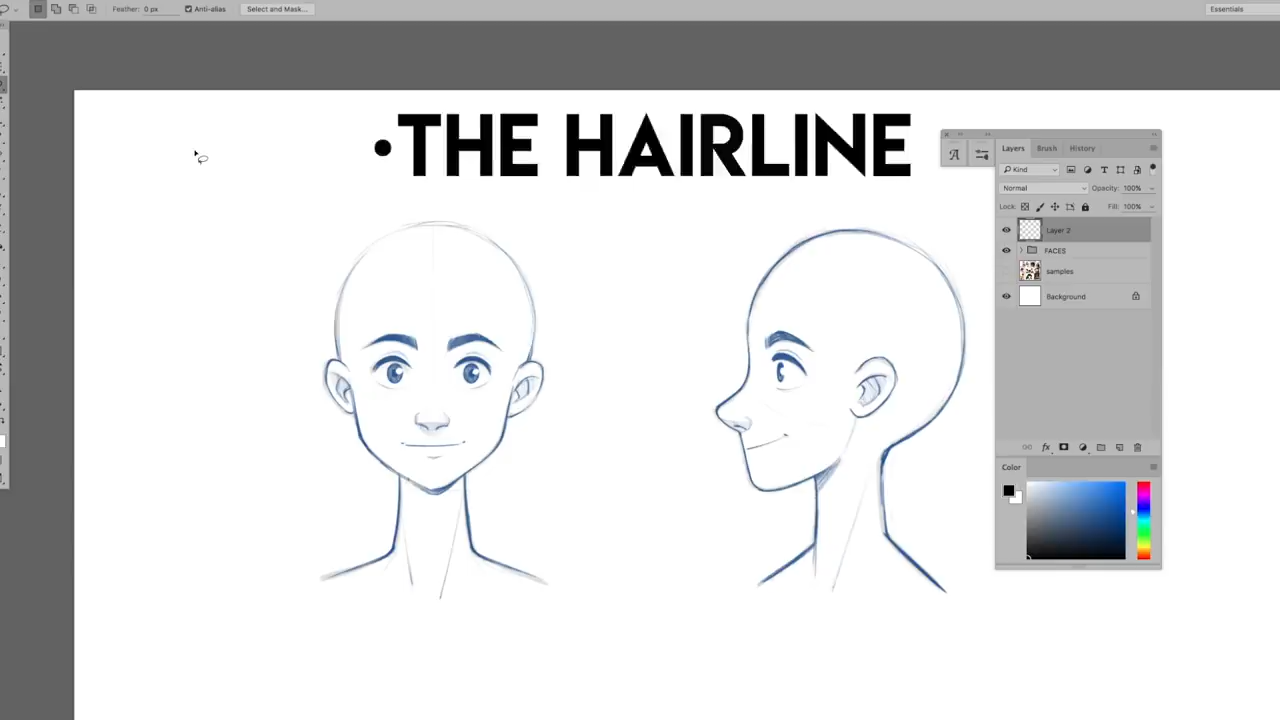 Feather: 0 px Anti-alias Select and Mask... Essentials
•THE HAIRLINE
Layers Brush History
Kind
Normal Opacity: 100%
Lock: Fill: 100%
Layer 2
FACES
samples
Background
fx
Color